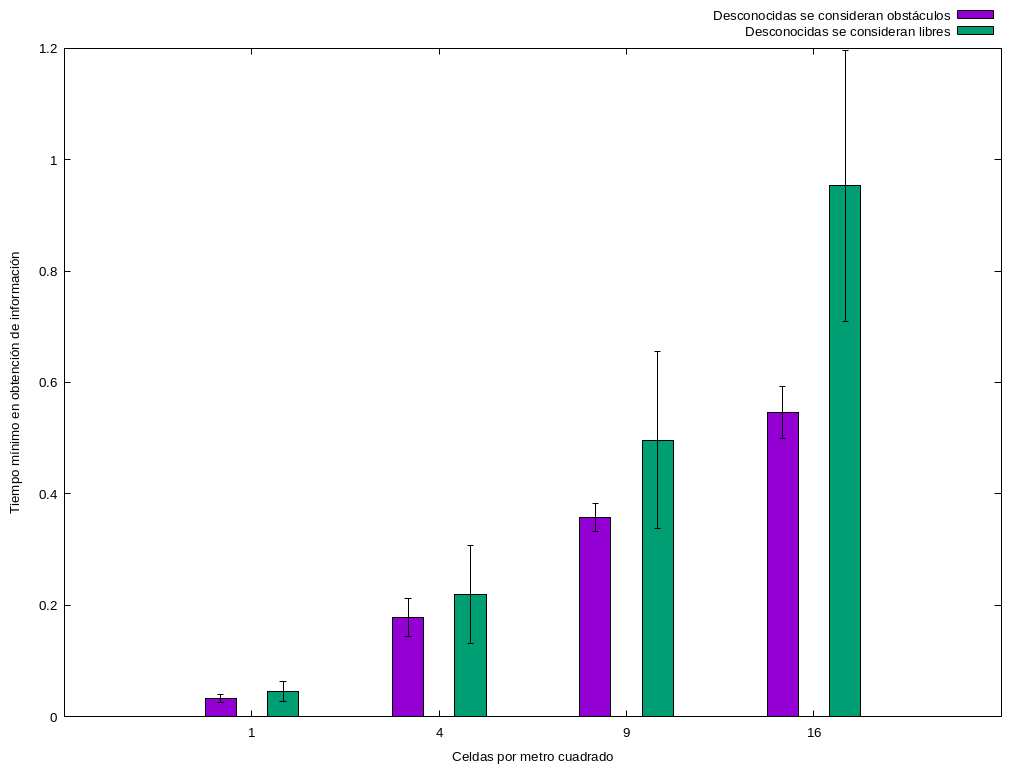 Desconocidas se consideran obstáculos
Desconocidas se consideran libres
1.2
1
0.8
0.6
0.4
0.2
0
Tiempo mínimo en obtención de información
1 4 9 16
Celdas por metro cuadrado